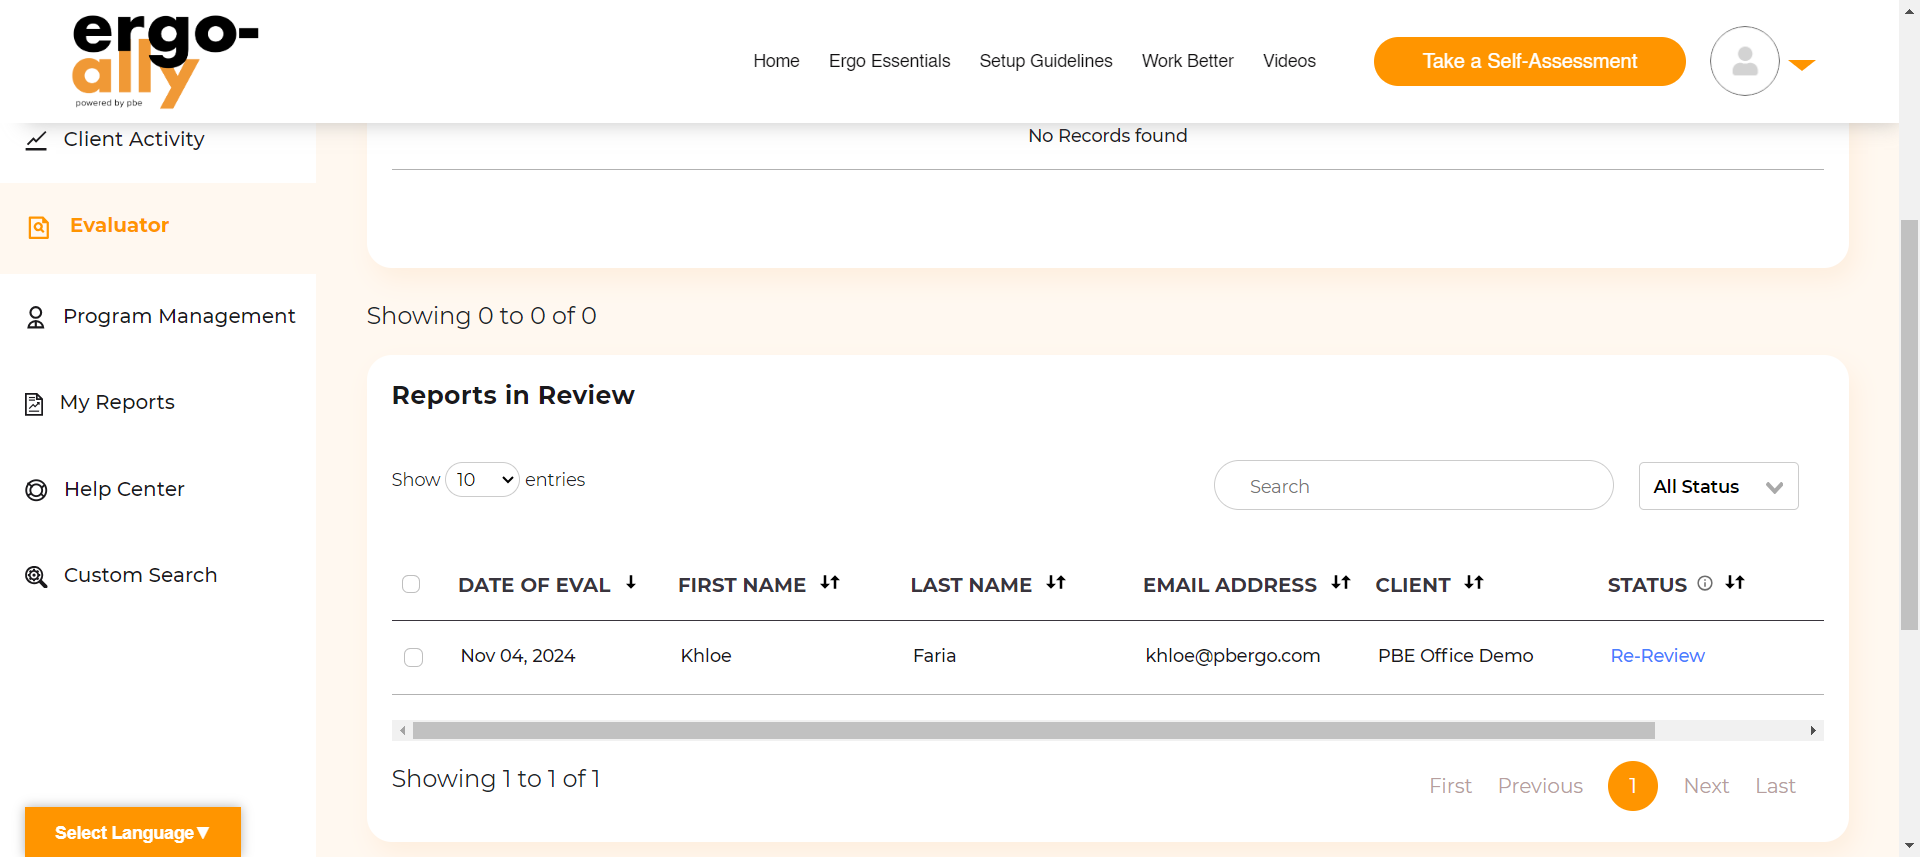 ergo-
ally
powered by pbe
Home Ergo Essentials Setup Guidelines Work Better Videos Take a Self-Assessment
Client Activity
No Records found
Evaluator
Showing 0 to 0 of 0
Program Management
Reports in Review
My Reports
Show 10 entries Search All Status
Help Center
Custom Search
DATE OF EVAL FIRST NAME LAST NAME EMAIL ADDRESS CLIENT STATUS
Nov 04, 2024 Khloe Faria khloe@pbergo.com PBE Office Demo Re-Review
Showing 1 to 1 of 1
First Previous 1 Next Last
Select Language▼